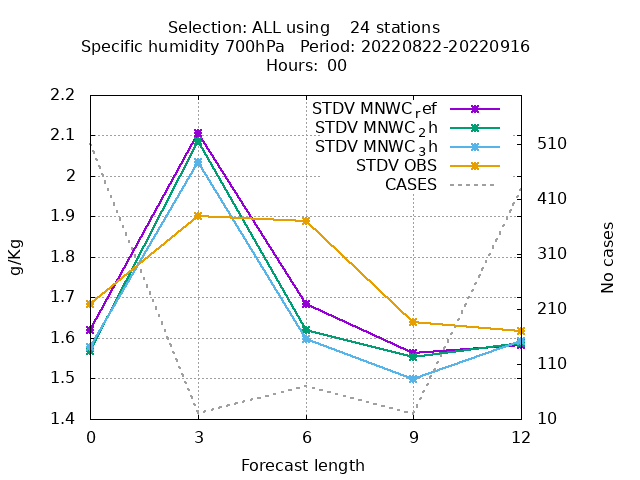 Selection: ALL using    24 stations
Specific humidity 700hPa   Period: 20220822-20220916
Hours: 00
STDV MNWC_ref
STDV MNWC_2h
STDV MNWC_3h
STDV OBS
CASES
2.2
2.1
2
1.9
1.8
1.7
1.6
1.5
1.4
g/Kg
510
410
310
210
110
10
No cases
0 3 6 9 12
Forecast length